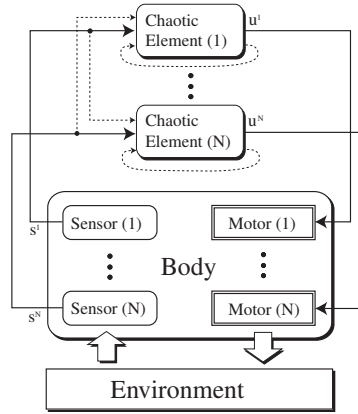 Chaotic
Element (1)
u¹
Chaotic
Element (N)
uᴺ
s¹
Sensor (1)
Motor (1)
Body
sᴺ
Sensor (N)
Motor (N)
Environment